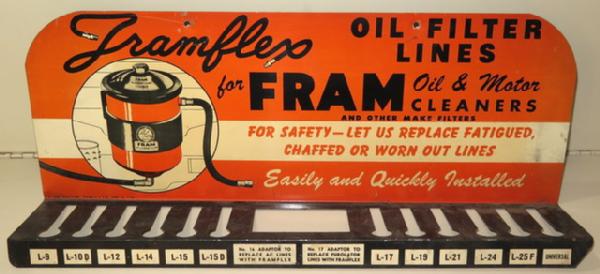 Framflex
OIL FILTER
LINES
for FRAM Oil & Motor
CLEANERS
AND OTHER MAKE FILTERS
FOR SAFETY—LET US REPLACE FATIGUED,
CHAFFED OR WORN OUT LINES
Easily and Quickly Installed
FRAM
FRAM
L-9
L-10 D
L-12
L-14
L-15
L-15 D
No. 16 ADAPTOR TO
REPLACE AC LINES
WITH FRAMFLEX
No. 17 ADAPTOR TO
REPLACE PUROLATOR
LINES WITH FRAMFLEX
L-17
L-19
L-21
L-24
L-25 F
UNIVERSAL